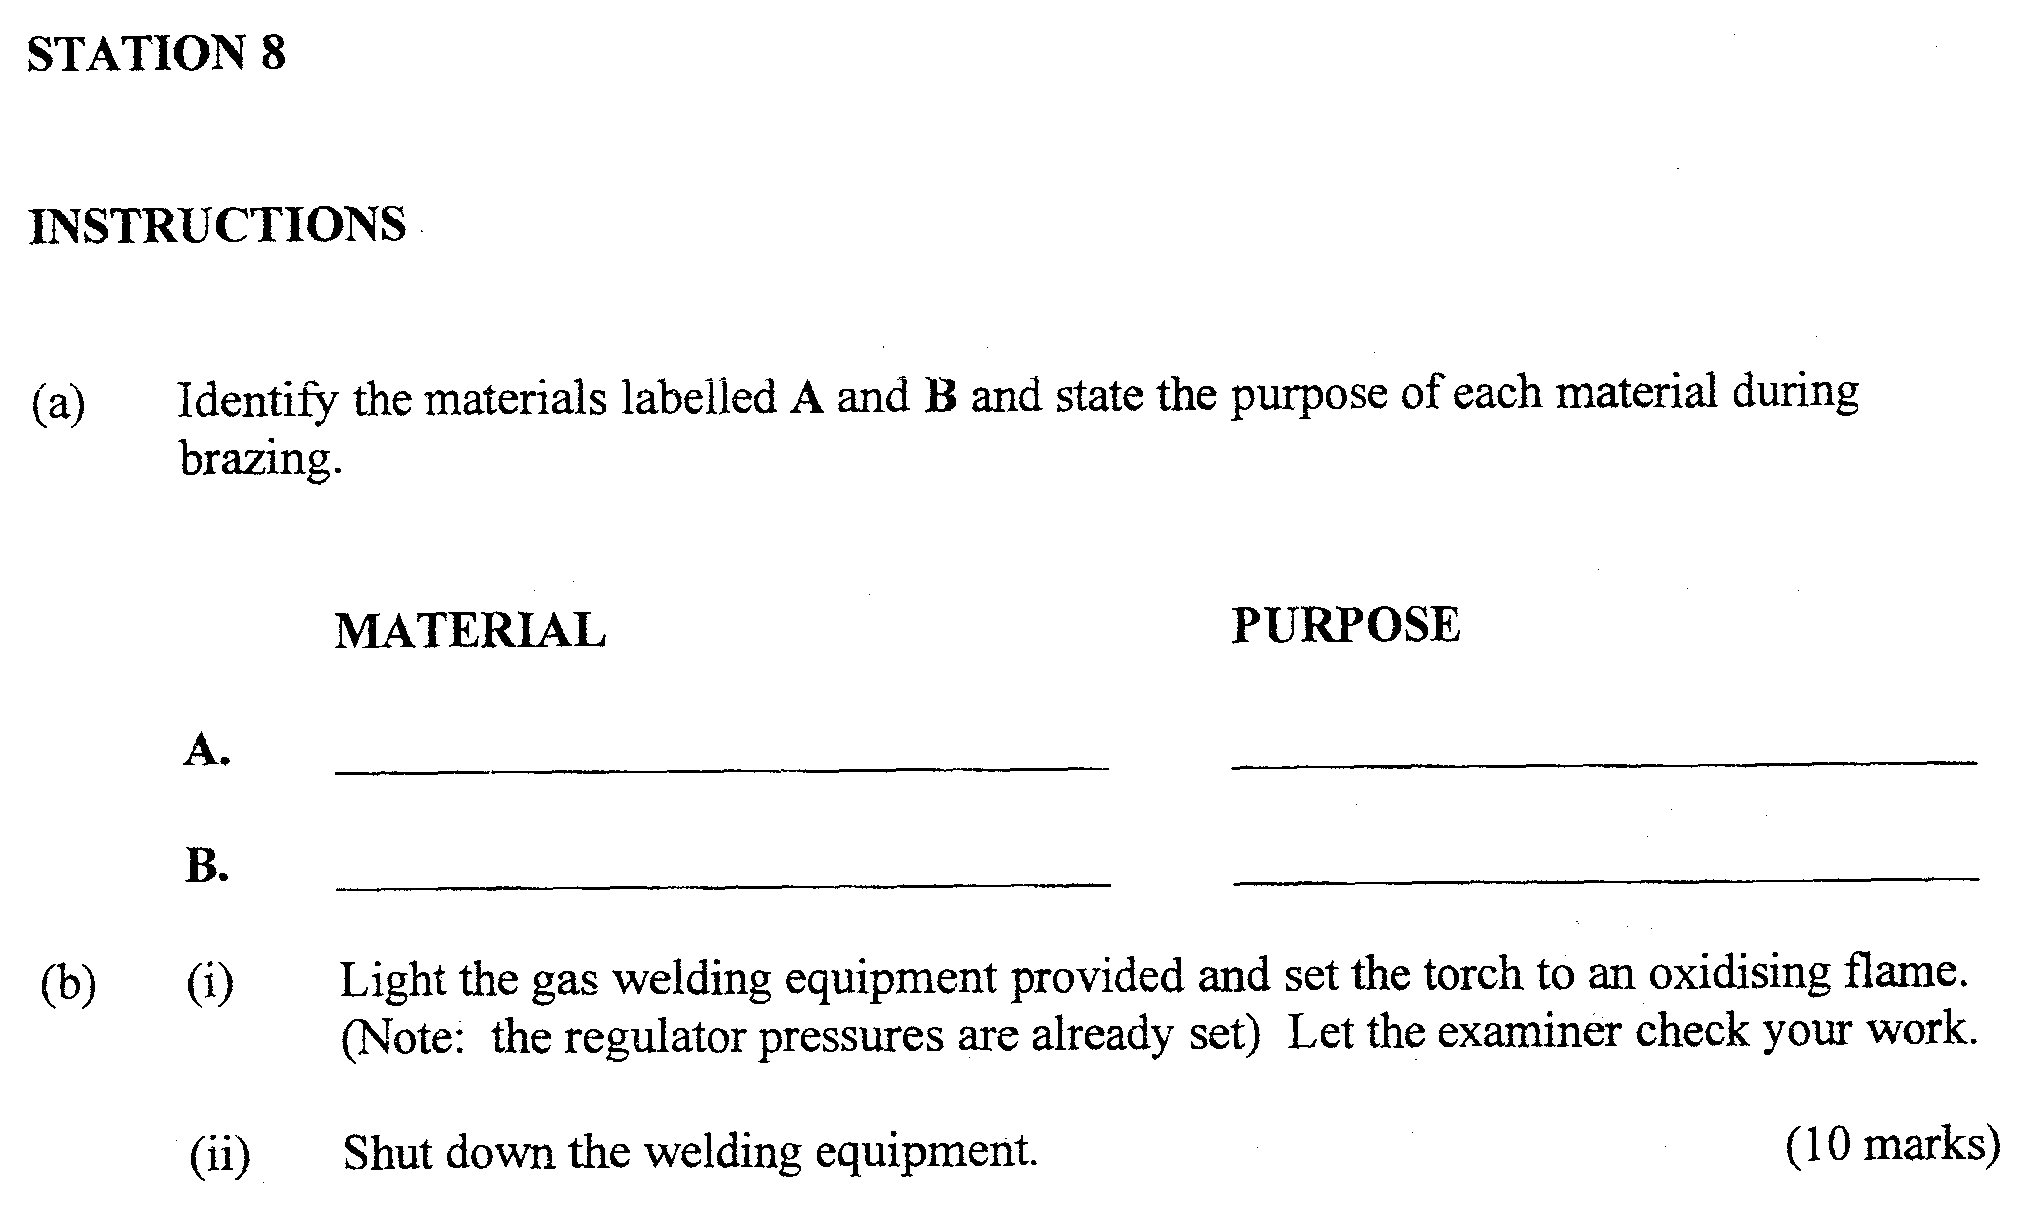 STATION 8
INSTRUCTIONS
(a) Identify the materials labelled A and B and state the purpose of each material during
brazing.
MATERIAL PURPOSE
A.
B.
(b) (i) Light the gas welding equipment provided and set the torch to an oxidising flame.
(Note: the regulator pressures are already set) Let the examiner check your work.
(ii) Shut down the welding equipment. (10 marks)